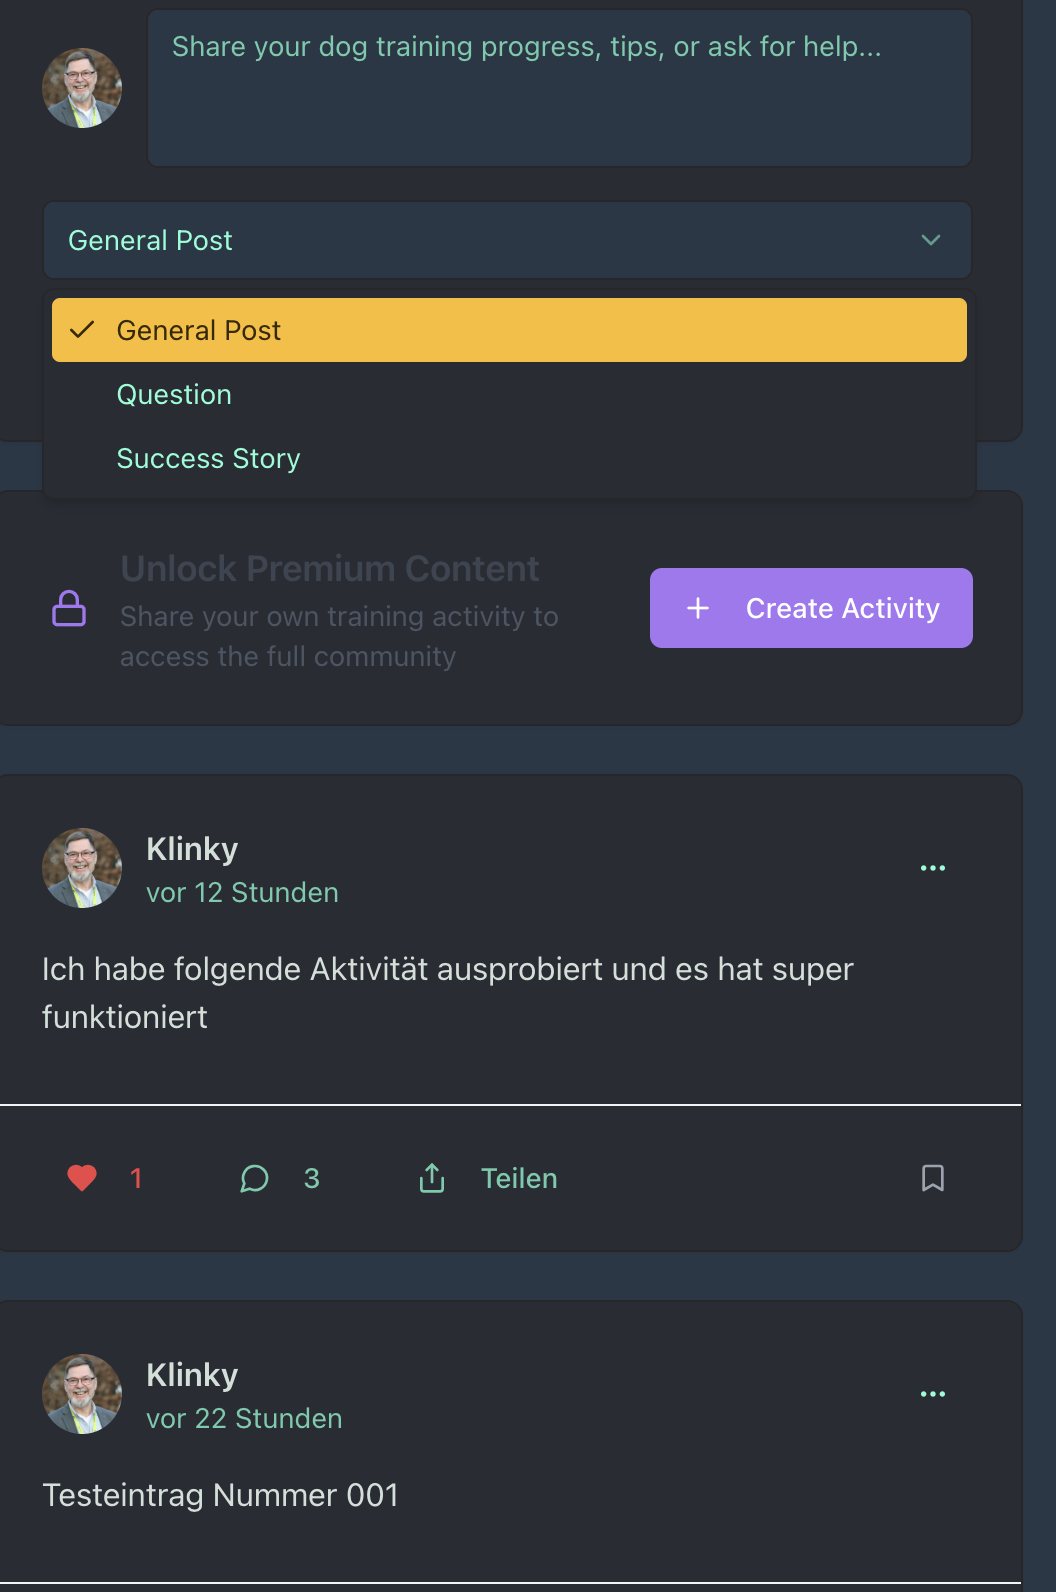 Share your dog training progress, tips, or ask for help...
General Post
General Post
Question
Success Story
Unlock Premium Content
Share your own training activity to
access the full community
Create Activity
Klinky
vor 12 Stunden
Ich habe folgende Aktivität ausprobiert und es hat super
funktioniert
1
3
Teilen
Klinky
vor 22 Stunden
Testeintrag Nummer 001